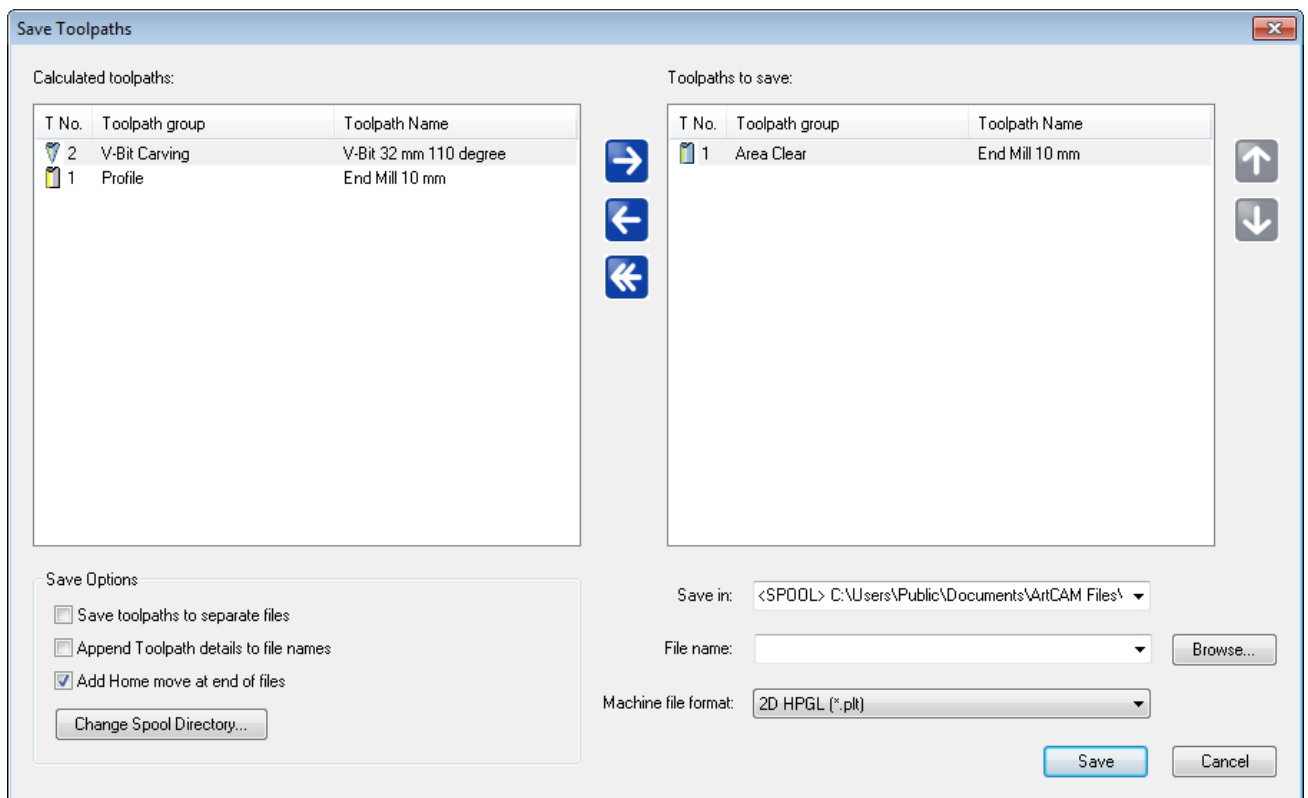 Save Toolpaths
Calculated toolpaths:
T No. Toolpath group Toolpath Name
2 V-Bit Carving V-Bit 32 mm 110 degree
1 Profile End Mill 10 mm
Toolpaths to save:
T No. Toolpath group Toolpath Name
1 Area Clear End Mill 10 mm
Save Options
Save toolpaths to separate files
Append Toolpath details to file names
Add Home move at end of files
Change Spool Directory...
Save in: <SPOOL> C:\Users\Public\Documents\ArtCAM Files\
File name:
Browse...
Machine file format: 2D HPGL (*.plt)
Save Cancel